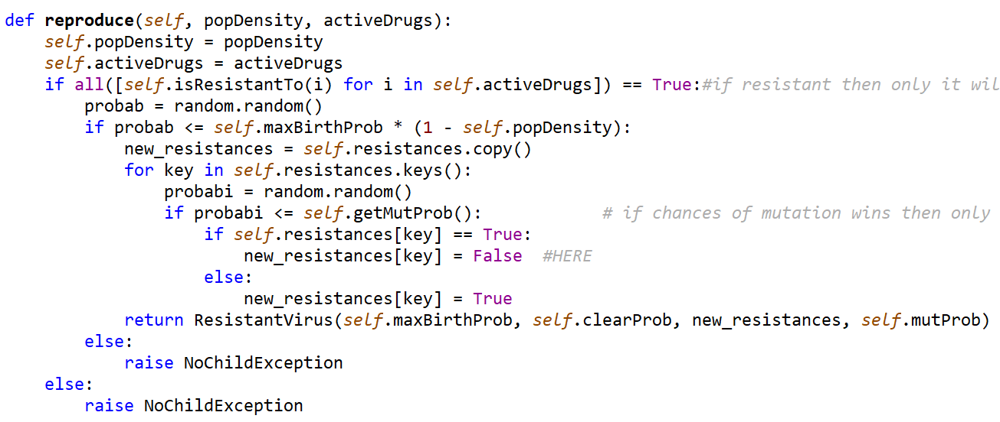 def reproduce(self, popDensity, activeDrugs):
    self.popDensity = popDensity
    self.activeDrugs = activeDrugs
    if all([self.isResistantTo(i) for i in self.activeDrugs]) == True:#if resistant then only it wil
        probab = random.random()
        if probab <= self.maxBirthProb * (1 - self.popDensity):
            new_resistances = self.resistances.copy()
            for key in self.resistances.keys():
                probabi = random.random()
                if probabi <= self.getMutProb():            # if chances of mutation wins then only
                    if self.resistances[key] == True:
                        new_resistances[key] = False  #HERE
                    else:
                        new_resistances[key] = True
            return ResistantVirus(self.maxBirthProb, self.clearProb, new_resistances, self.mutProb)
        else:
            raise NoChildException
    else:
        raise NoChildException